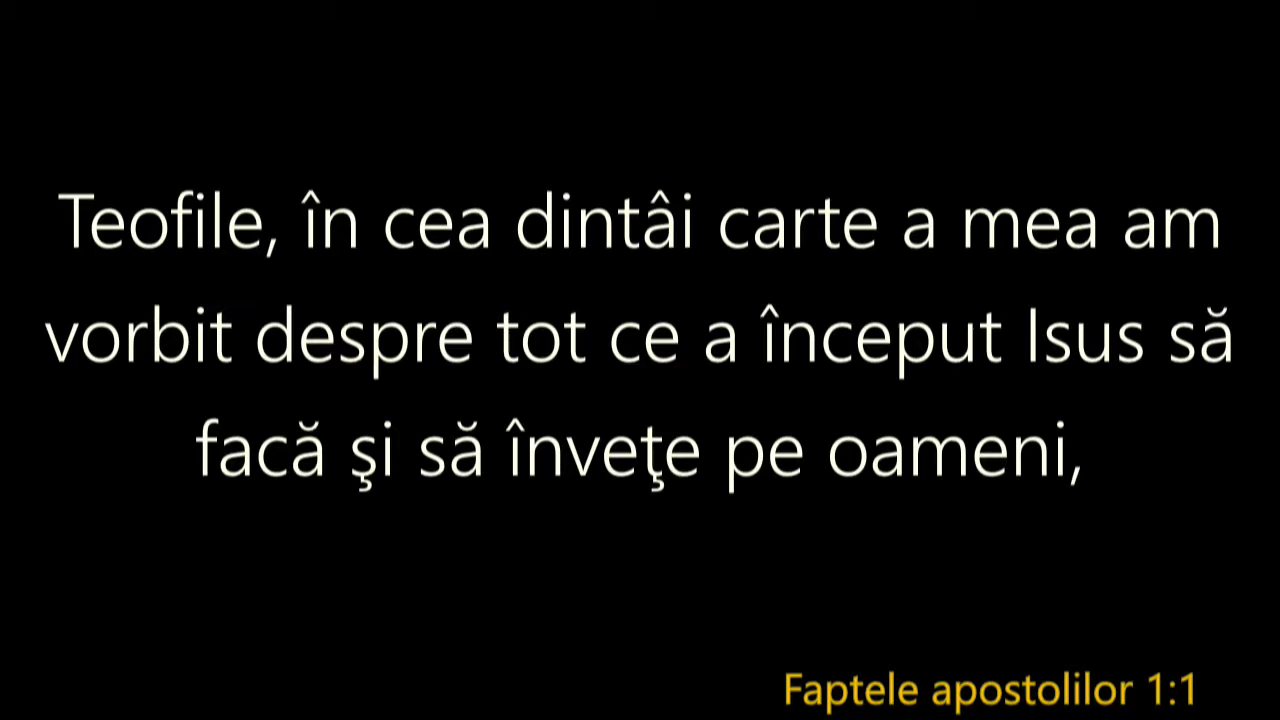 Teofile, în cea dintâi carte a mea am
vorbit despre tot ce a început Isus să
facă şi să înveţe pe oameni,
Faptele apostolilor 1:1